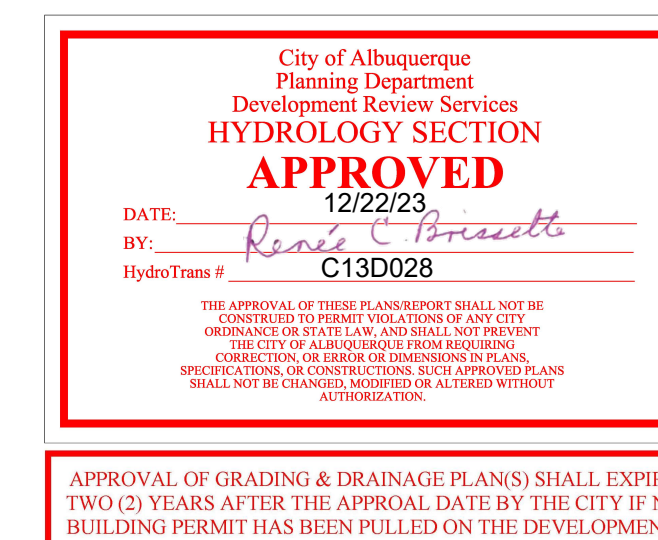 City of Albuquerque
Planning Department
Development Review Services
HYDROLOGY SECTION
APPROVED
DATE: 12/22/23
BY: Renée C. Brissette
HydroTrans # C13D028
THE APPROVAL OF THESE PLANS/REPORT SHALL NOT BE
CONSTRUED TO PERMIT VIOLATIONS OF ANY CITY
ORDINANCE OR STATE LAW, AND SHALL NOT PREVENT
THE CITY OF ALBUQUERQUE FROM REQUIRING
CORRECTION, OR ERROR OR DIMENSIONS IN PLANS,
SPECIFICATIONS, OR CONSTRUCTIONS. SUCH APPROVED PLANS
SHALL NOT BE CHANGED, MODIFIED OR ALTERED WITHOUT
AUTHORIZATION.
APPROVAL OF GRADING & DRAINAGE PLAN(S) SHALL EXPIR
TWO (2) YEARS AFTER THE APPROAL DATE BY THE CITY IF N
BUILDING PERMIT HAS BEEN PULLED ON THE DEVELOPMEN